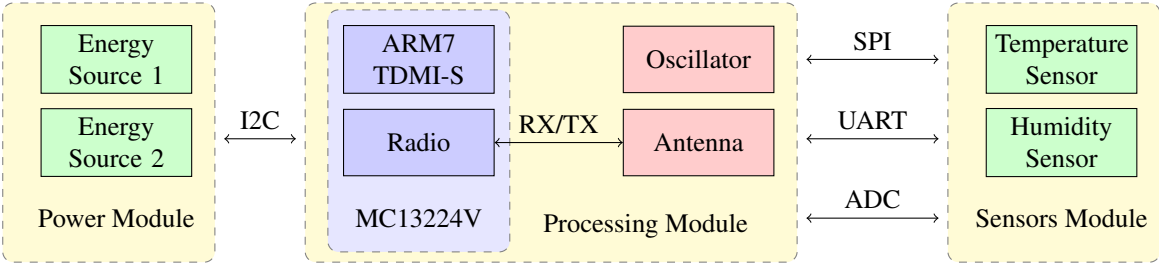 Energy
Source 1
Energy
Source 2
Power Module
I2C
ARM7
TDMI-S
Radio
MC13224V
RX/TX
Oscillator
Antenna
Processing Module
SPI
UART
ADC
Temperature
Sensor
Humidity
Sensor
Sensors Module